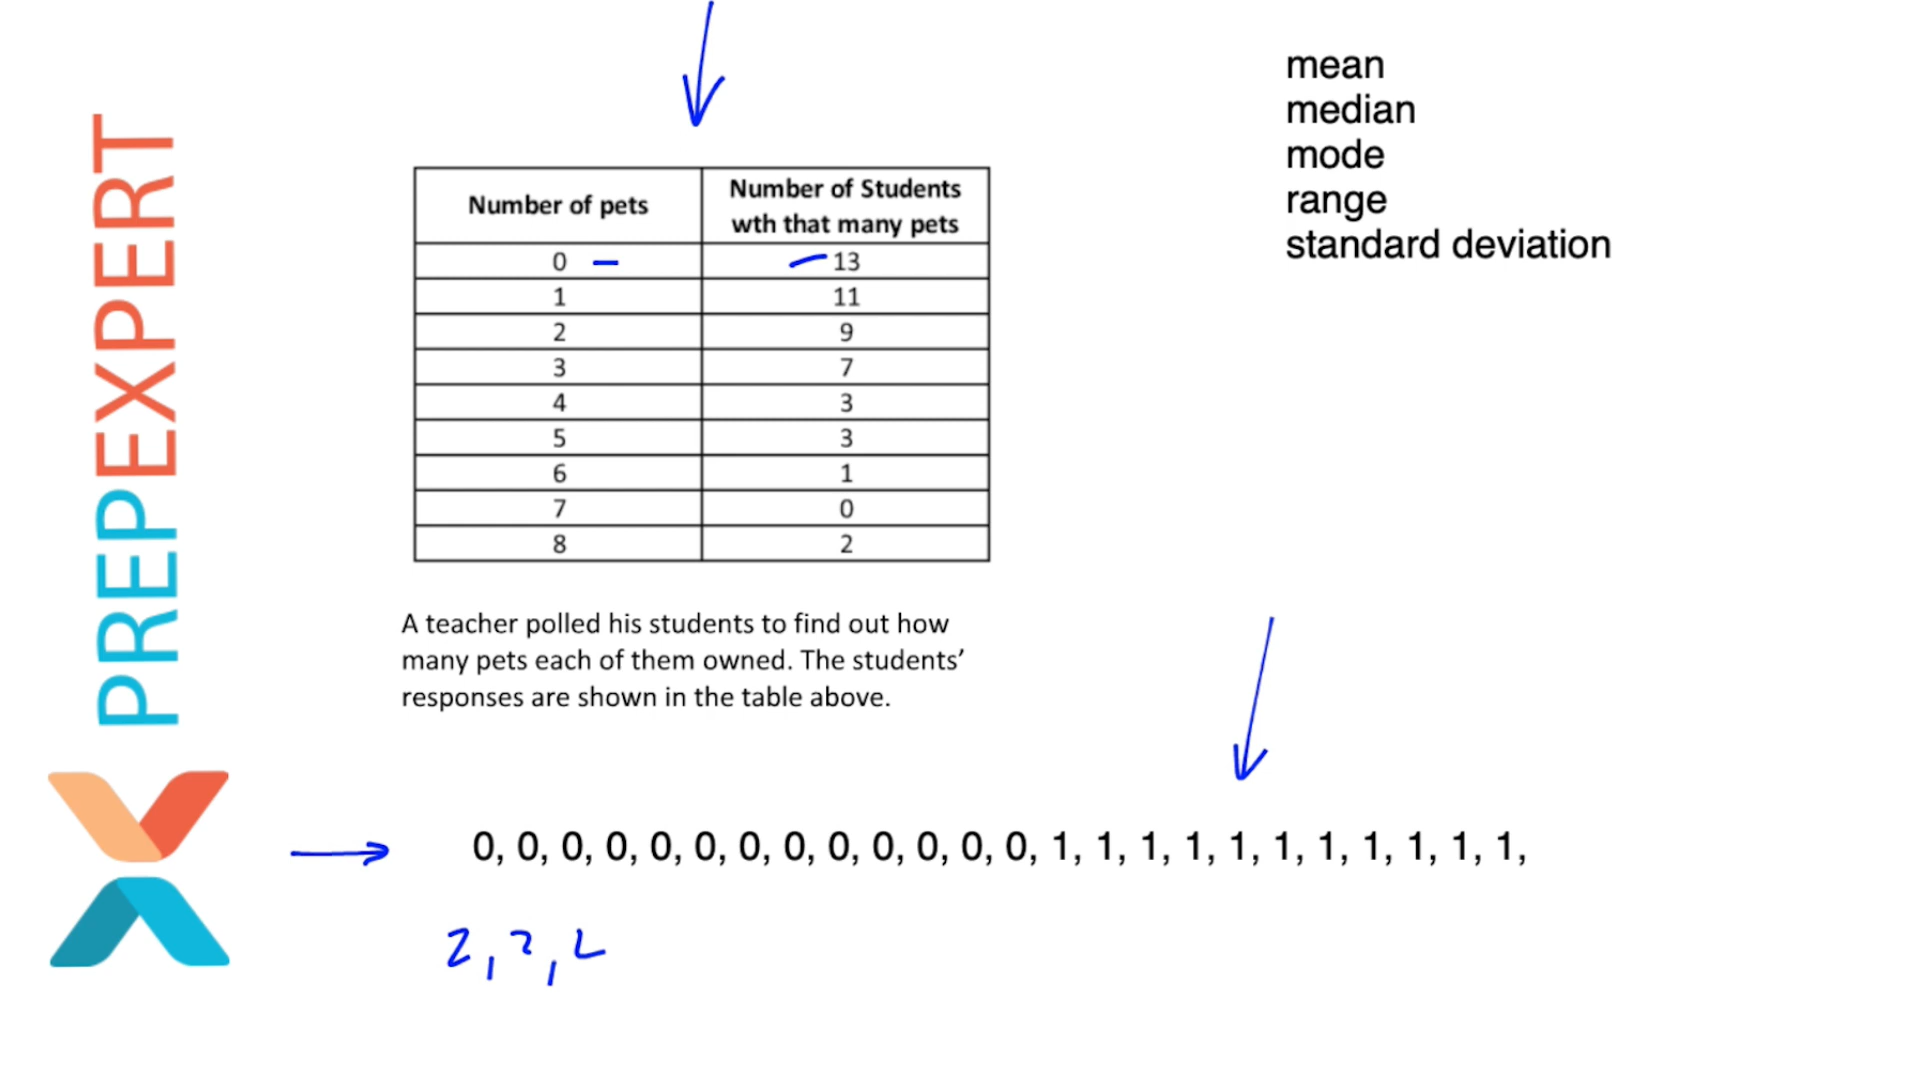 PREPEXPERT
mean
median
mode
range
standard deviation
Number of pets Number of Students
wth that many pets
0 13
1 11
2 9
3 7
4 3
5 3
6 1
7 0
8 2
A teacher polled his students to find out how
many pets each of them owned. The students’
responses are shown in the table above.
0, 0, 0, 0, 0, 0, 0, 0, 0, 0, 0, 0, 0, 1, 1, 1, 1, 1, 1, 1, 1, 1, 1, 1,
2, 2, 2